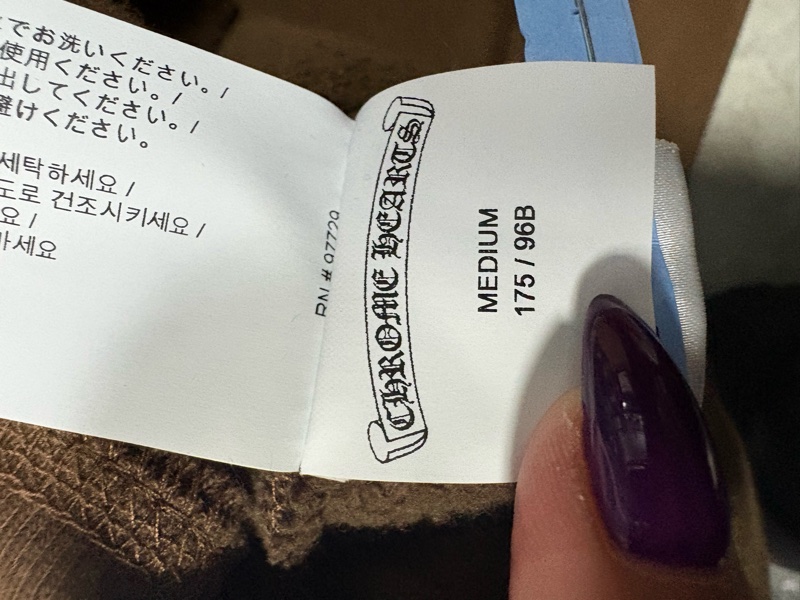 でお洗いください。/
使用ください。/
出してください。/
避けください。
세탁하세요 /
도로 건조시키세요 /
요 /
마세요
RN #
CHROME HEARTS
MEDIUM
175 / 96B